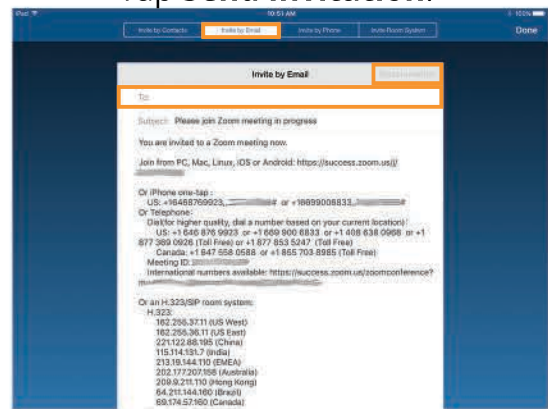 Tap Send Invitation.
iPad
10:51 AM
100%
Invite by Contacts
Invite by Email
Invite by Phone
Invite Room System
Done
Invite by Email
To:
Subject: Please join Zoom meeting in progress
You are invited to a Zoom meeting now.
Join from PC, Mac, Linux, iOS or Android: https://success.zoom.us/j/
Or iPhone one-tap :
US: +16468769923,, # or +16699006833,, #
Or Telephone:
Dial(for higher quality, dial a number based on your current location):
US: +1 646 876 9923 or +1 669 900 6833 or +1 408 638 0968 or +1
877 369 0926 (Toll Free) or +1 877 853 5247 (Toll Free)
Canada: +1 647 558 0588 or +1 855 703 8985 (Toll Free)
Meeting ID:
International numbers available: https://success.zoom.us/zoomconference?
m=
Or an H.323/SIP room system:
H.323:
162.255.37.11 (US West)
162.255.36.11 (US East)
221.122.88.195 (China)
115.114.131.7 (India)
213.19.144.110 (EMEA)
202.177.207.158 (Australia)
209.9.211.110 (Hong Kong)
64.211.144.160 (Brazil)
69.174.57.160 (Canada)